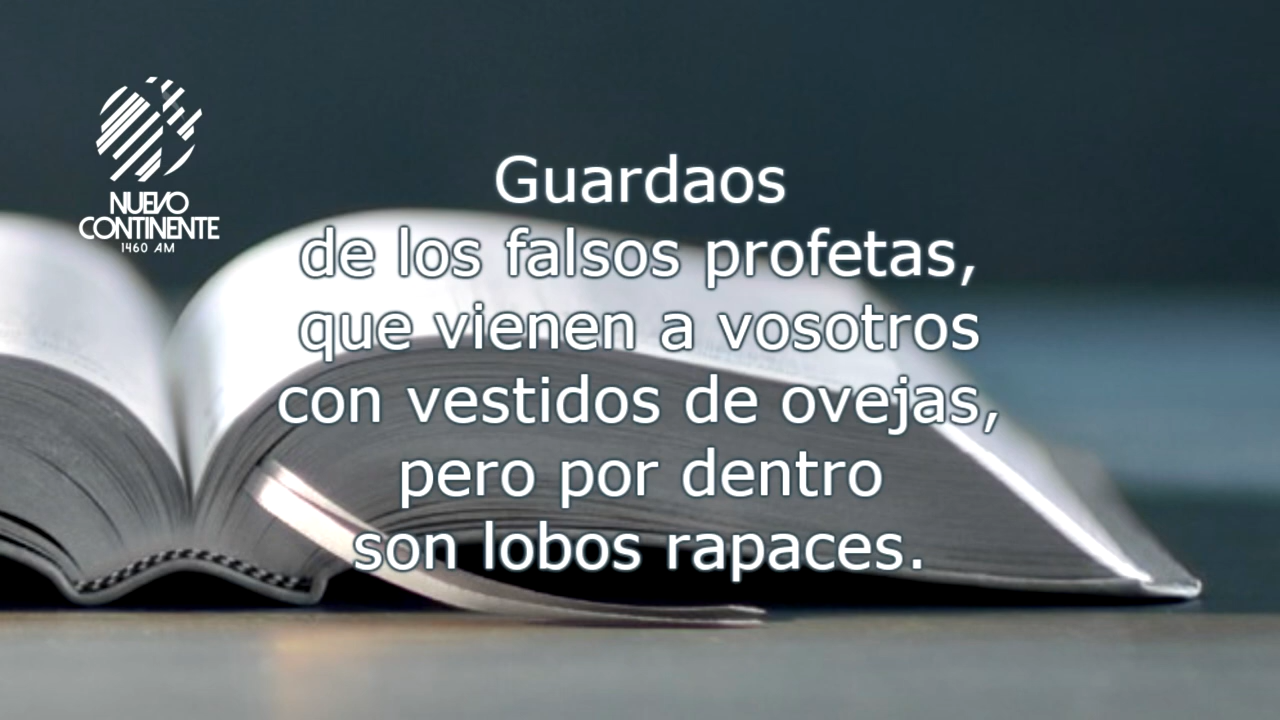 NUEVO
CONTINENTE
1460 AM
Guardaos
de los falsos profetas,
que vienen a vosotros
con vestidos de ovejas,
pero por dentro
son lobos rapaces.